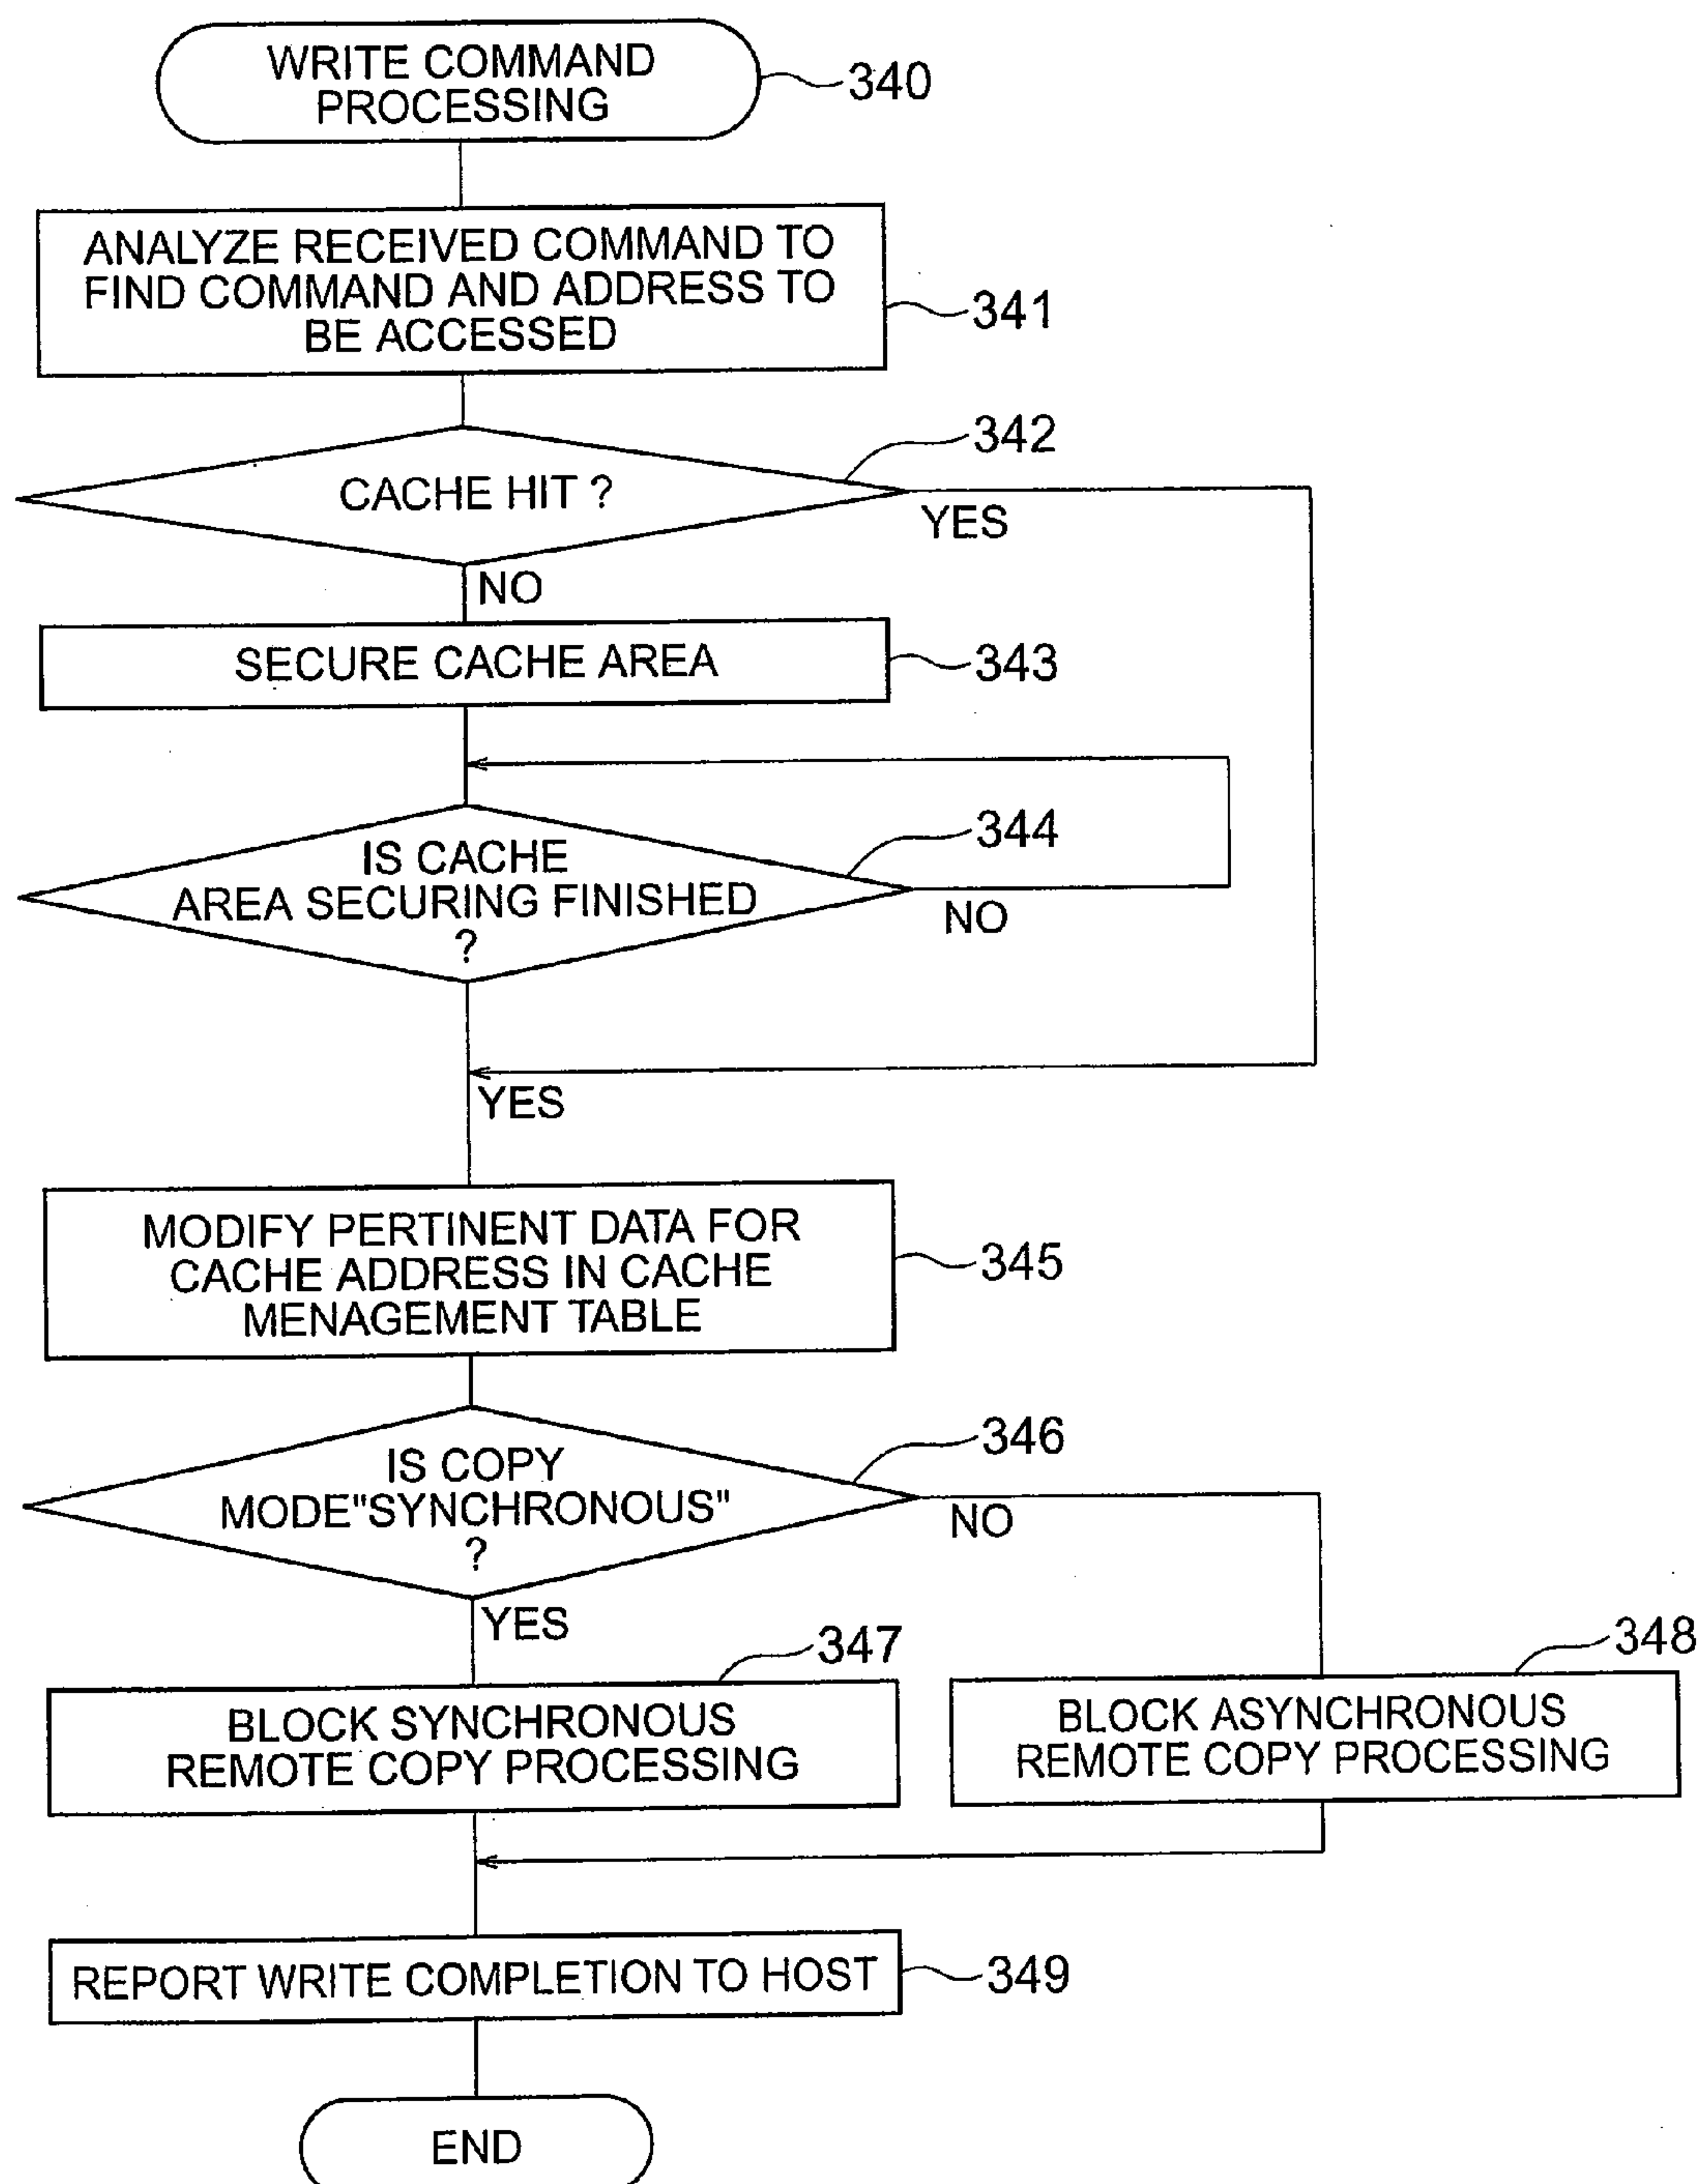 WRITE COMMAND
PROCESSING
340
ANALYZE RECEIVED COMMAND TO
FIND COMMAND AND ADDRESS TO
BE ACCESSED
341
342
CACHE HIT ?
YES
NO
SECURE CACHE AREA
343
344
IS CACHE
AREA SECURING FINISHED
?
NO
YES
MODIFY PERTINENT DATA FOR
CACHE ADDRESS IN CACHE
MENAGEMENT TABLE
345
346
IS COPY
MODE"SYNCHRONOUS"
?
NO
YES
347
348
BLOCK SYNCHRONOUS
REMOTE COPY PROCESSING
BLOCK ASYNCHRONOUS
REMOTE COPY PROCESSING
REPORT WRITE COMPLETION TO HOST
349
END